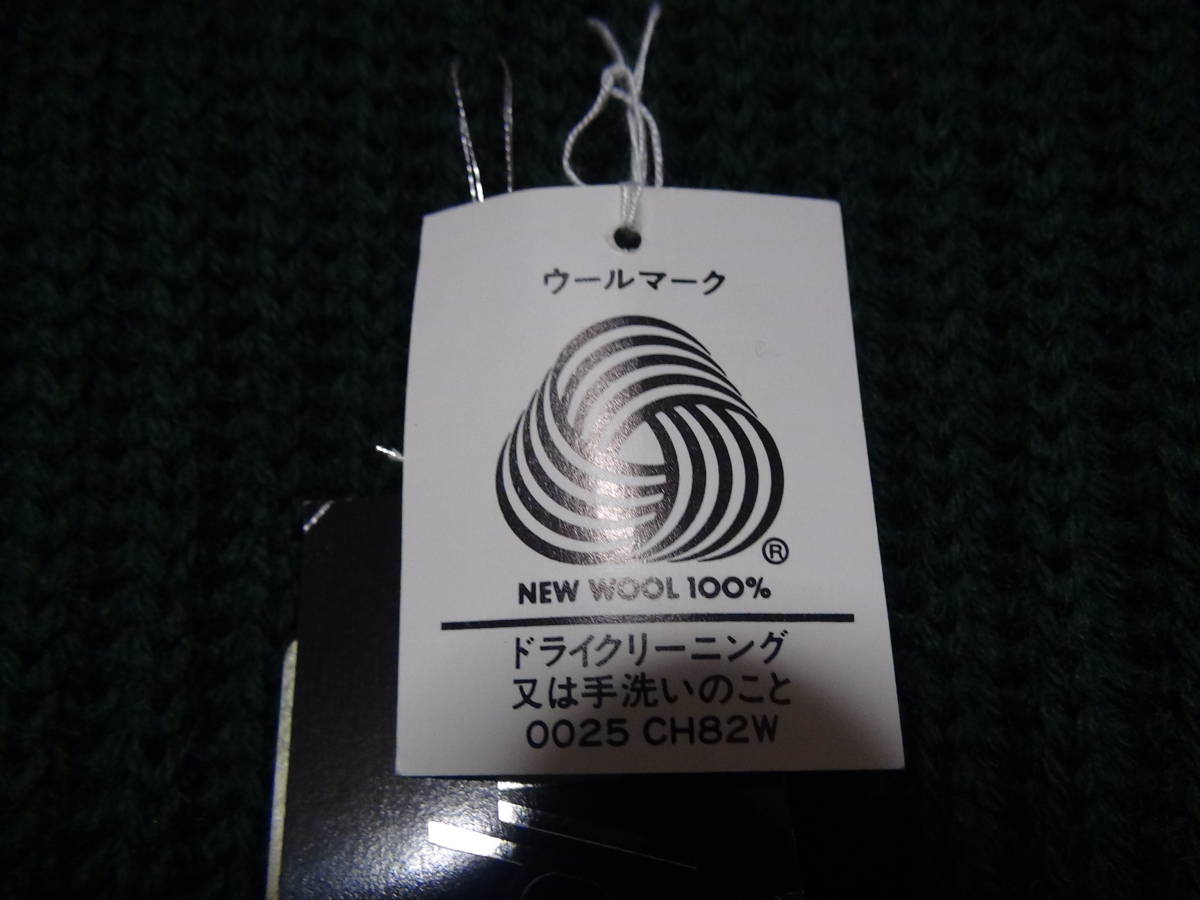 ウールマーク
®
NEW WOOL 100%
ドライクリーニング
又は手洗いのこと
0025 CH82W